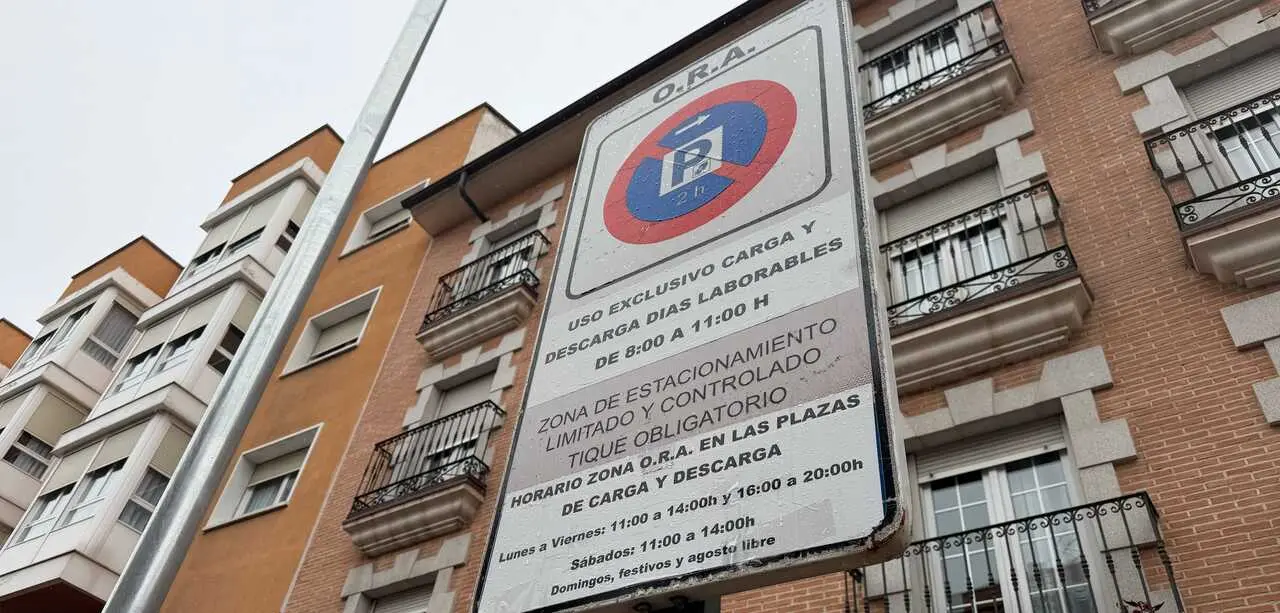 O.R.A.
P
2 h
USO EXCLUSIVO CARGA Y
DESCARGA DIAS LABORABLES
DE 8:00 A 11:00 H
ZONA DE ESTACIONAMIENTO
LIMITADO Y CONTROLADO
TIQUE OBLIGATORIO
HORARIO ZONA O.R.A. EN LAS PLAZAS
DE CARGA Y DESCARGA
Lunes a Viernes: 11:00 a 14:00h y 16:00 a 20:00h
Sábados: 11:00 a 14:00h
Domingos, festivos y agosto libre